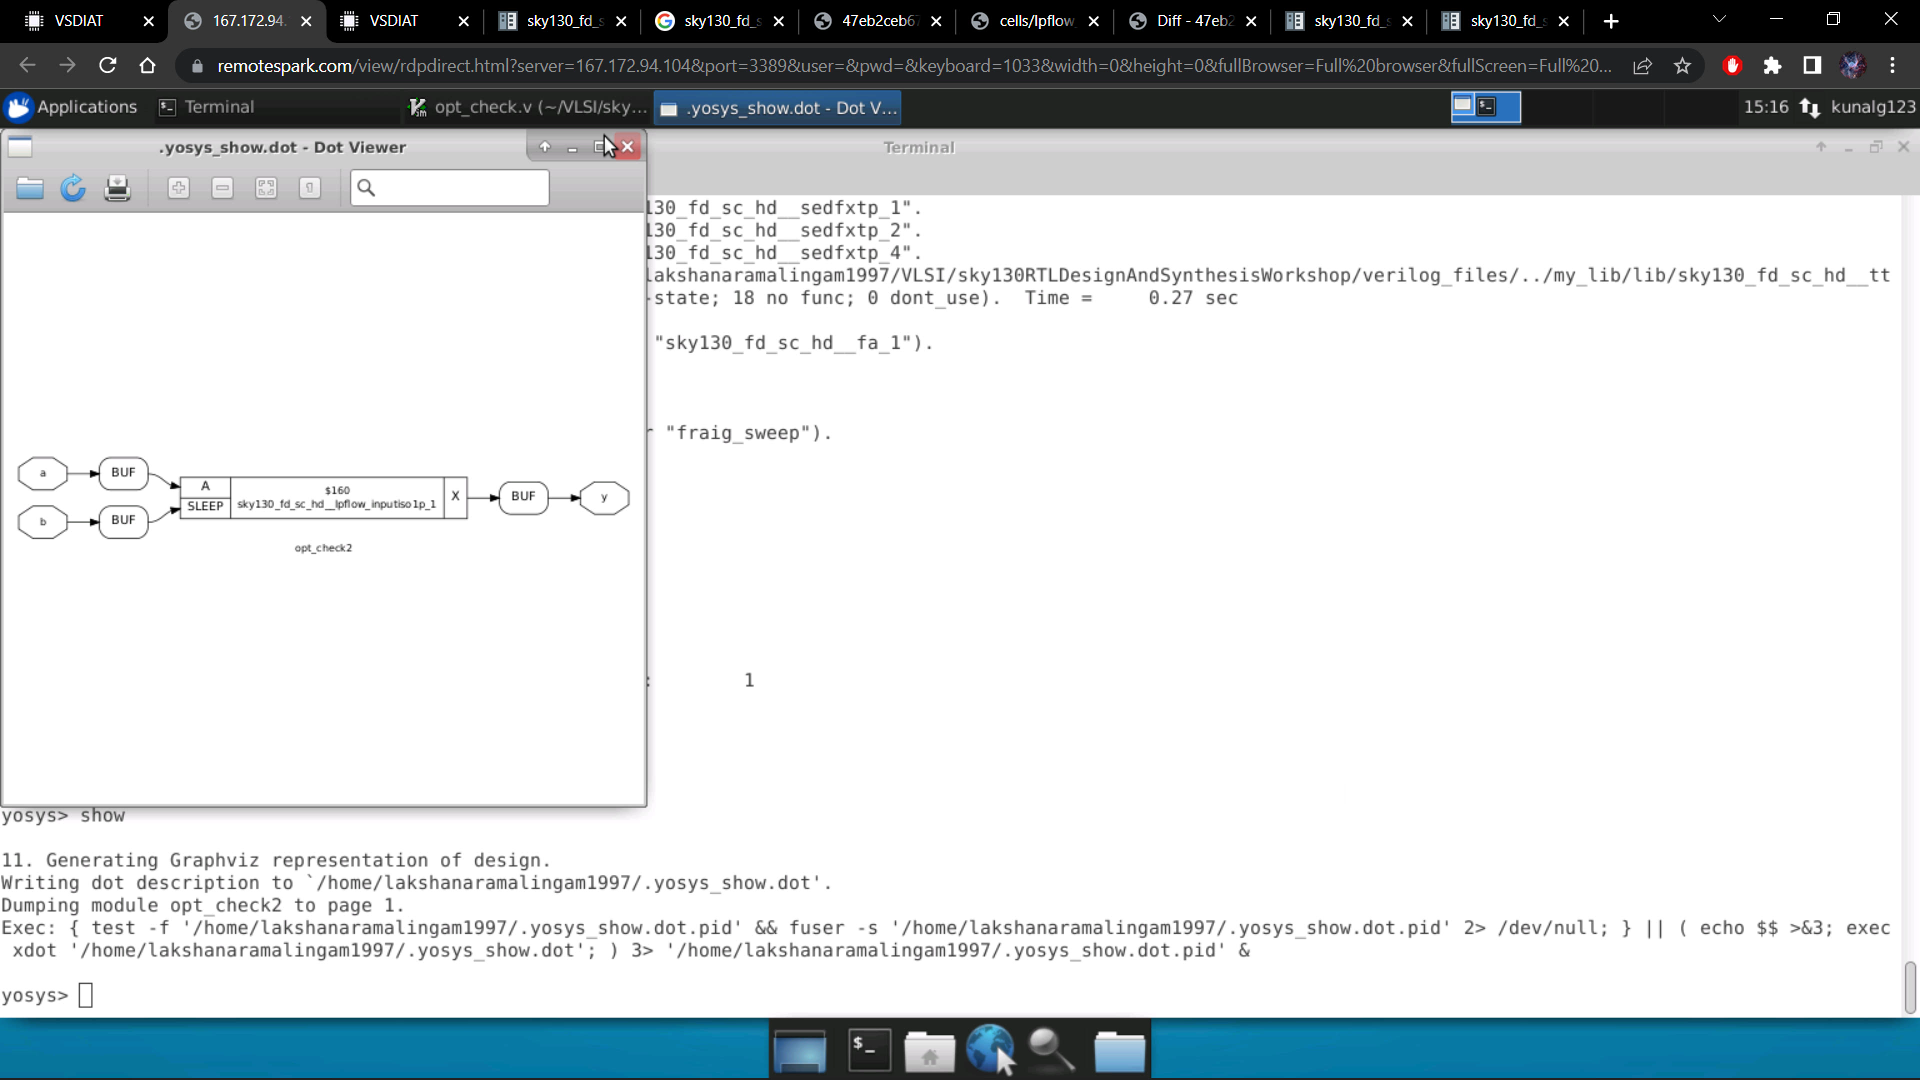 VSDIAT
167.172.94.
VSDIAT
sky130_fd_s
sky130_fd_s
47eb2ceb67
cells/lpflow
Diff - 47eb2
sky130_fd_s
sky130_fd_s
remotespark.com/view/rdpdirect.html?server=167.172.94.104&port=3389&user=&pwd=&keyboard=1033&width=0&height=0&fullBrowser=Full%20browser&fullScreen=Full%20...
Applications
Terminal
opt_check.v (~/VLSI/sky...
.yosys_show.dot - Dot V...
15:16
kunalg123
.yosys_show.dot - Dot Viewer
Terminal
130_fd_sc_hd__sedfxtp_1".
130_fd_sc_hd__sedfxtp_2".
130_fd_sc_hd__sedfxtp_4".
lakshanaramalingam1997/VLSI/sky130RTLDesignAndSynthesisWorkshop/verilog_files/../my_lib/lib/sky130_fd_sc_hd__tt
-state; 18 no func; 0 dont_use). Time = 0.27 sec
"sky130_fd_sc_hd__fa_1").
r "fraig_sweep").
: 1
a
BUF
b
BUF
A
SLEEP
$160
sky130_fd_sc_hd__lpflow_inputiso1p_1
X
BUF
y
opt_check2
yosys> show
11. Generating Graphviz representation of design.
Writing dot description to `/home/lakshanaramalingam1997/.yosys_show.dot'.
Dumping module opt_check2 to page 1.
Exec: { test -f '/home/lakshanaramalingam1997/.yosys_show.dot.pid' && fuser -s '/home/lakshanaramalingam1997/.yosys_show.dot.pid' 2> /dev/null; } || ( echo $$ >&3; exec
xdot '/home/lakshanaramalingam1997/.yosys_show.dot'; ) 3> '/home/lakshanaramalingam1997/.yosys_show.dot.pid' &
yosys>